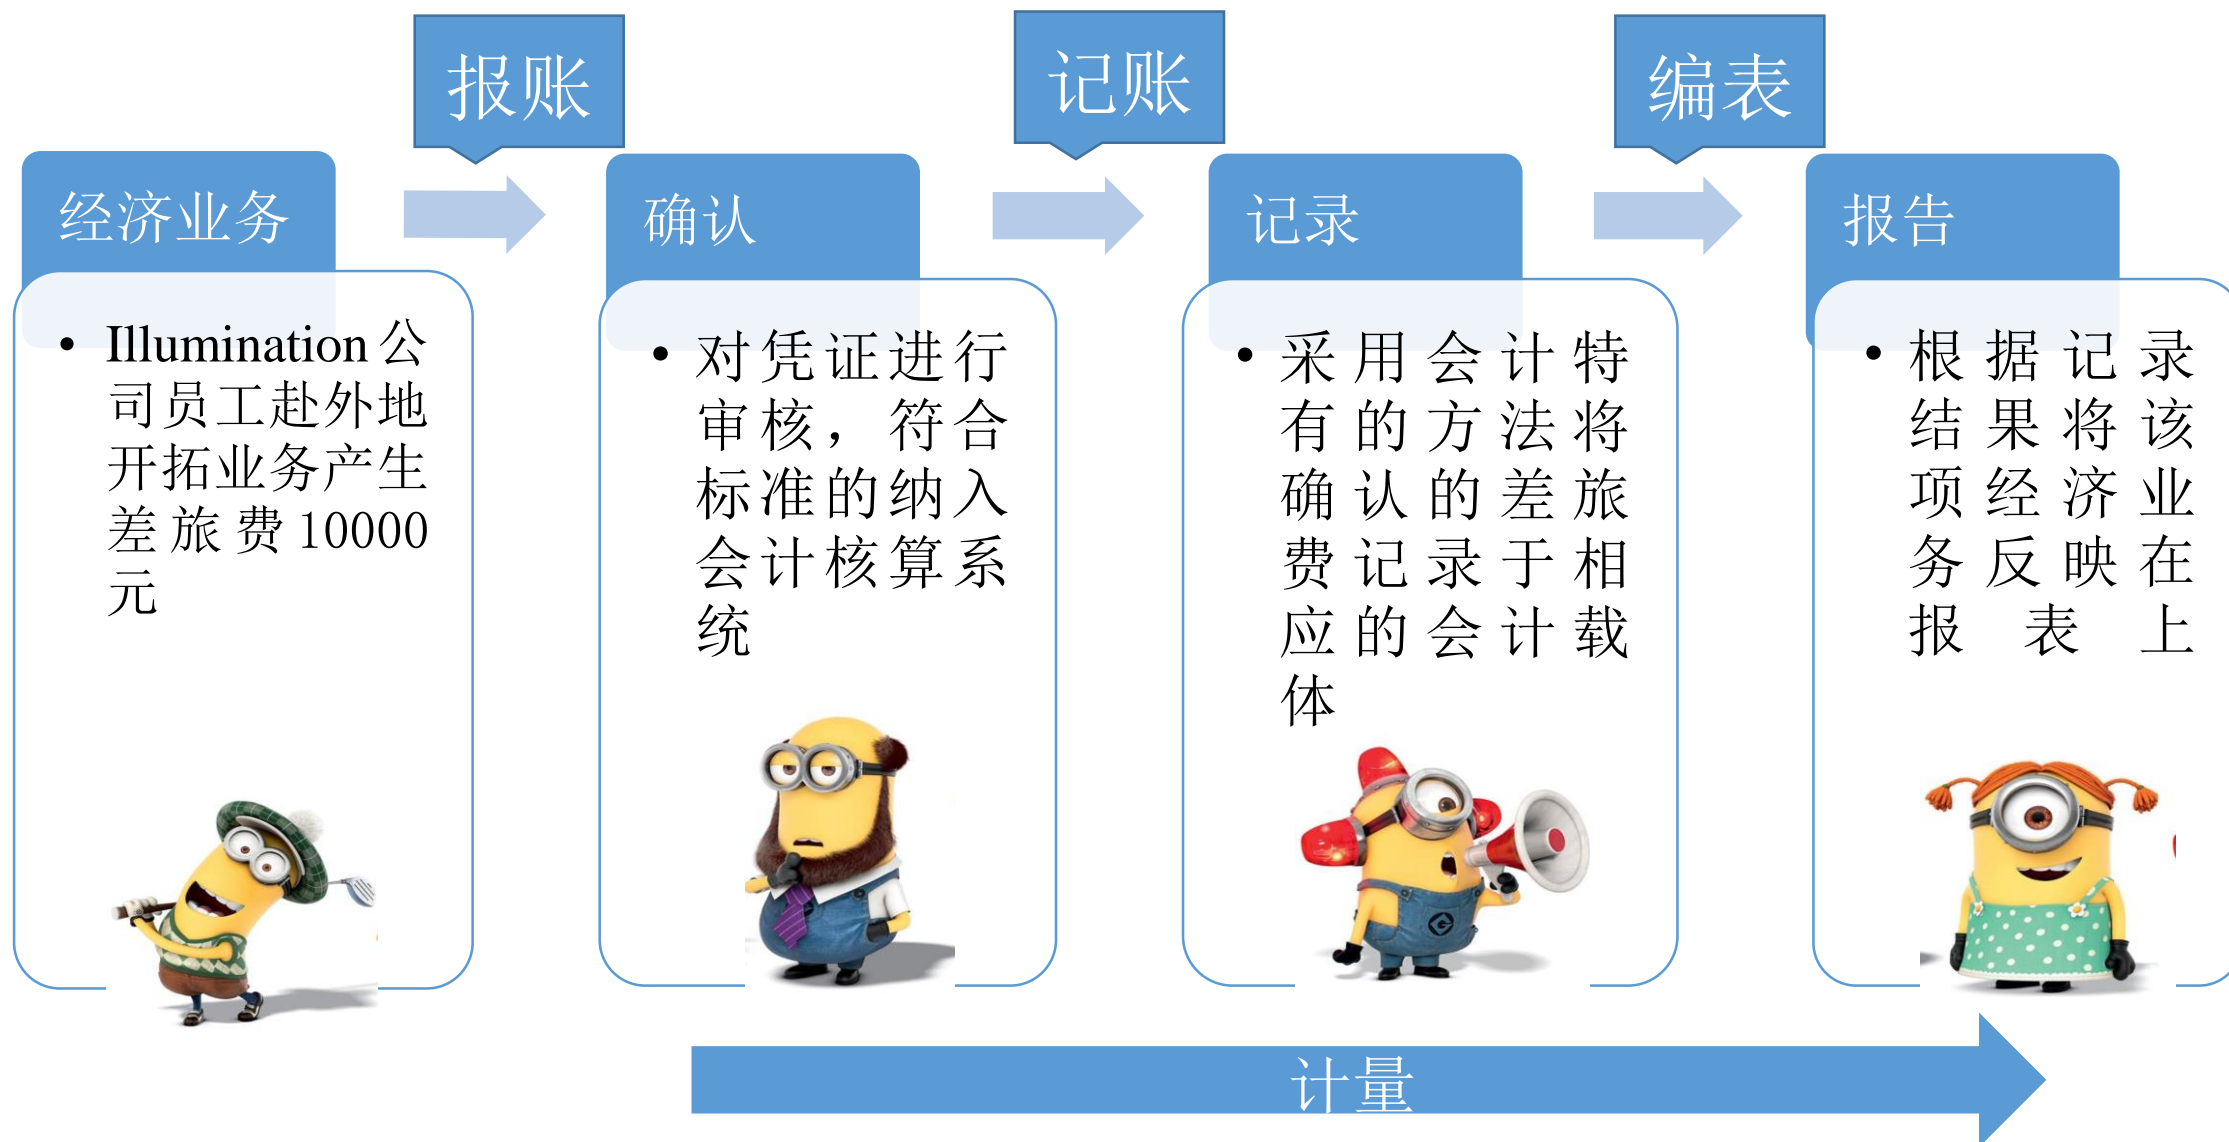 报账
记账
编表
经济业务
确认
记录
报告
• Illumination公
司员工赴外地
开拓业务产生
差旅费10000
元
• 对凭证进行
审核，符合
标准的纳入
会计核算系
统
• 采用会计特
有的方法将
确认的差旅
费记录于相
应的会计载
体
• 根据记录
结果将该
项经济业
务反映在
报表上
计量